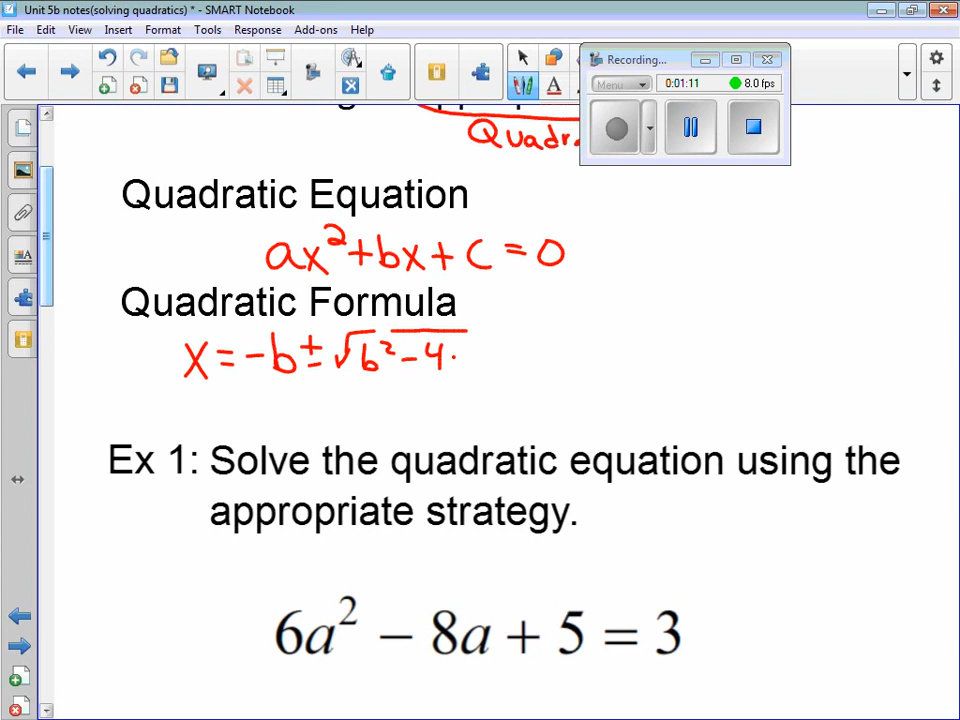 Unit 5b notes(solving quadratics) * - SMART Notebook
File Edit View Insert Format Tools Response Add-ons Help
Recording...
Menu 0:01:11 8.0 fps
Quadratic Equation
ax²+bx+c=0
Quadratic Formula
x=-b±√b²-4·
Ex 1: Solve the quadratic equation using the
appropriate strategy.
6a² − 8a + 5 = 3